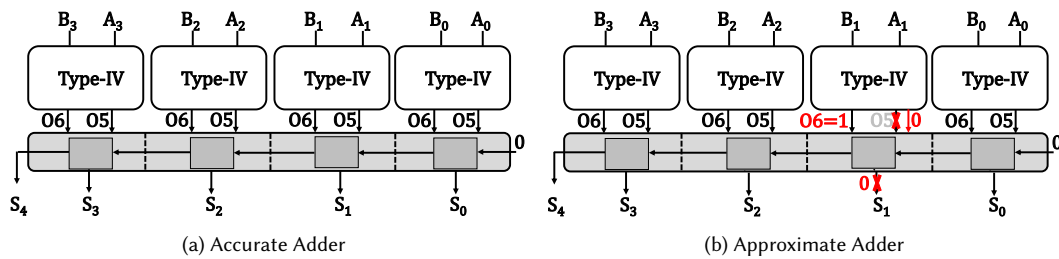 B3 A3 B2 A2 B1 A1 B0 A0 B3 A3 B2 A2 B1 A1 B0 A0
Type-IV Type-IV Type-IV Type-IV Type-IV Type-IV Type-IV Type-IV
O6 O5 O6 O5 O6 O5 O6 O5 O6 O5 O6 O5 O6=1 O5 0 O6 O5
0 0
0
S4 S3 S2 S1 S0 S4 S3 S2 S1 S0
(a) Accurate Adder (b) Approximate Adder